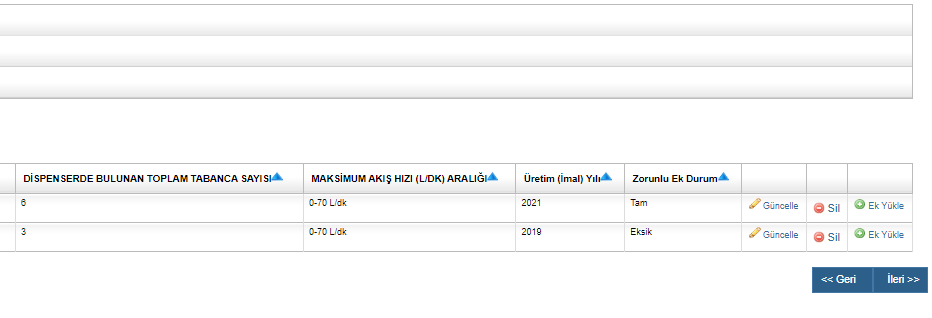 DİSPENSERDE BULUNAN TOPLAM TABANCA SAYISI MAKSİMUM AKIŞ HIZI (L/DK) ARALIĞI Üretim (İmal) Yılı Zorunlu Ek Durum
6 0-70 L/dk 2021 Tam Güncelle Sil Ek Yükle
3 0-70 L/dk 2019 Eksik Güncelle Sil Ek Yükle
<< Geri İleri >>